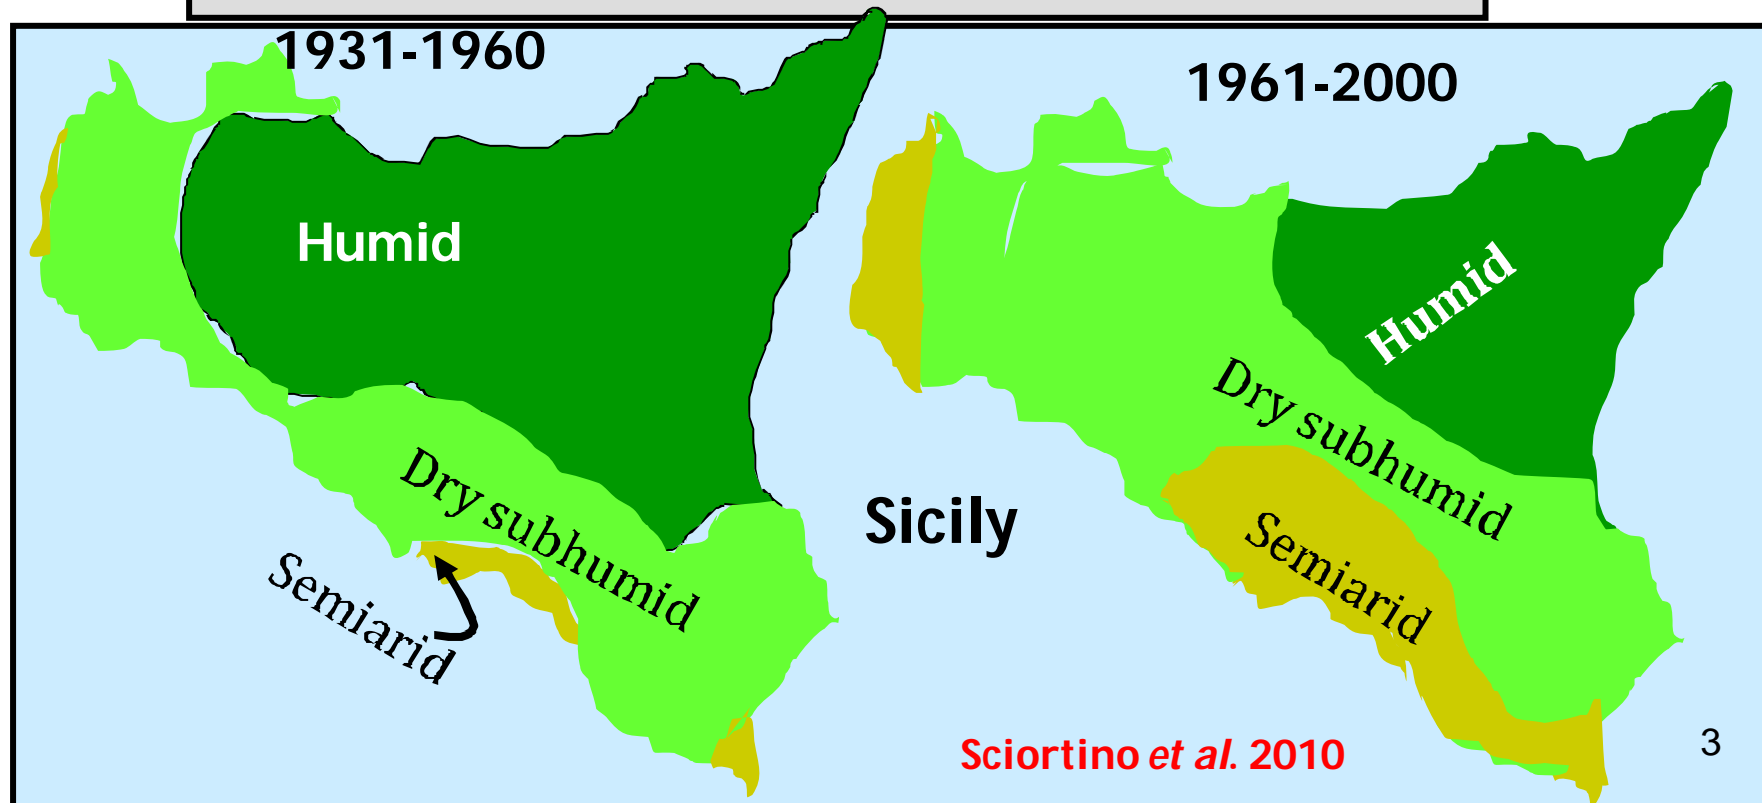 1931-1960
1961-2000
Humid
Humid
Dry subhumid
Dry subhumid
Sicily
Semiarid
Semiarid
Sciortino et al. 2010
3